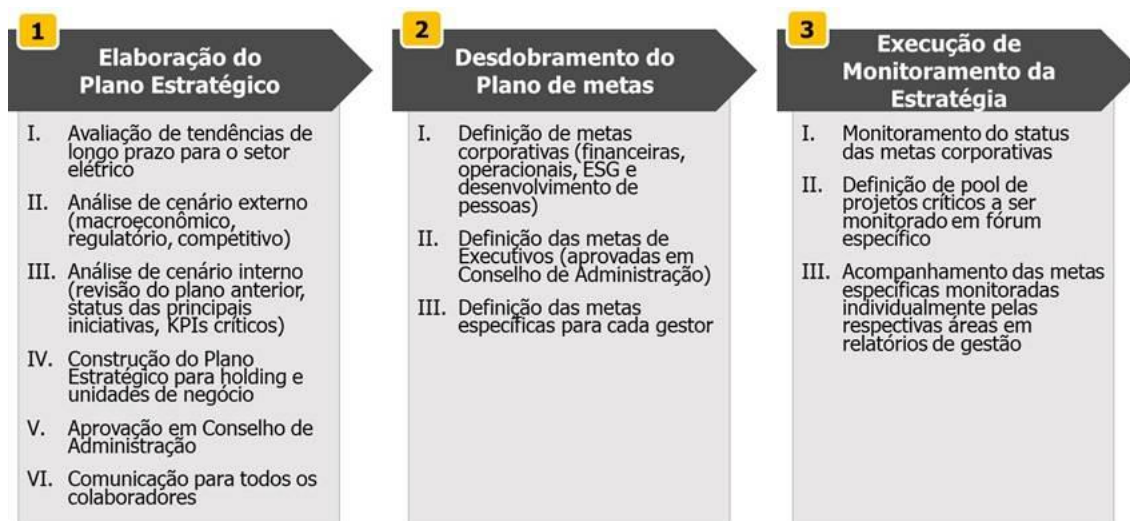 1
Elaboração do
Plano Estratégico
I. Avaliação de tendências de
longo prazo para o setor
elétrico
II. Análise de cenário externo
(macroeconômico,
regulatório, competitivo)
III. Análise de cenário interno
(revisão do plano anterior,
status das principais
iniciativas, KPIs críticos)
IV. Construção do Plano
Estratégico para holding e
unidades de negócio
V. Aprovação em Conselho de
Administração
VI. Comunicação para todos os
colaboradores
2
Desdobramento do
Plano de metas
I. Definição de metas
corporativas (financeiras,
operacionais, ESG e
desenvolvimento de
pessoas)
II. Definição das metas de
Executivos (aprovadas em
Conselho de Administração)
III. Definição das metas
específicas para cada gestor
3
Execução de
Monitoramento da
Estratégia
I. Monitoramento do status
das metas corporativas
II. Definição de pool de
projetos críticos a ser
monitorado em fórum
específico
III. Acompanhamento das metas
específicas monitoradas
individualmente pelas
respectivas áreas em
relatórios de gestão